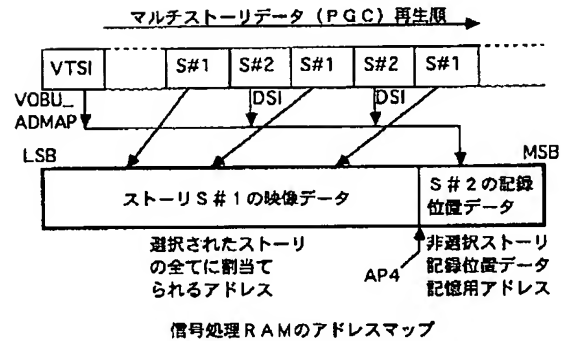 マルチストーリデータ（ＰＧＣ）再生順
VTSI S#1 S#2 S#1 S#2 S#1
VOBU_
ADMAP
DSI DSI
LSB MSB
ストーリＳ＃１の映像データ
Ｓ＃２の記録
位置データ
選択されたストーリ
の全てに割当て
られるアドレス
AP4
非選択ストーリ
記録位置データ
記憶用アドレス
信号処理ＲＡＭのアドレスマップ